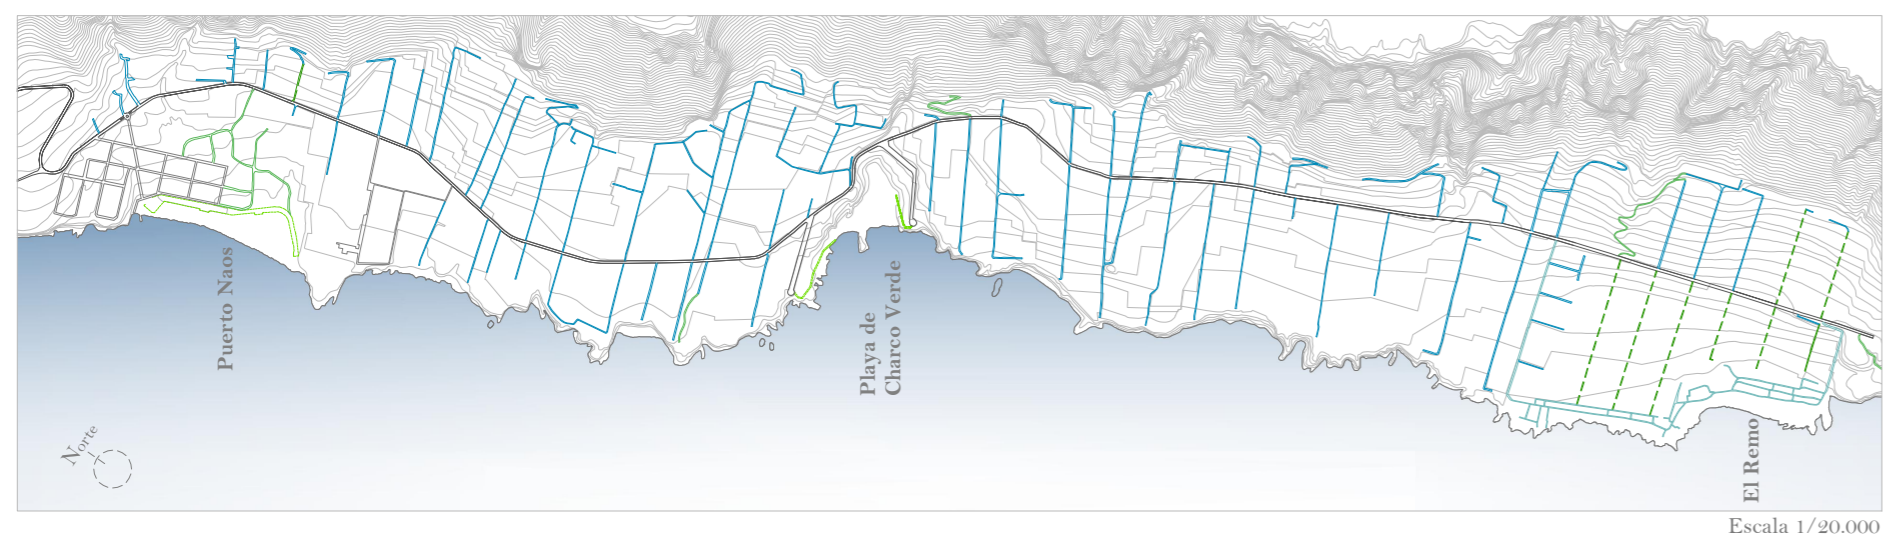 Puerto Naos
Playa de
Charco Verde
El Remo
Norte
Escala 1/20.000